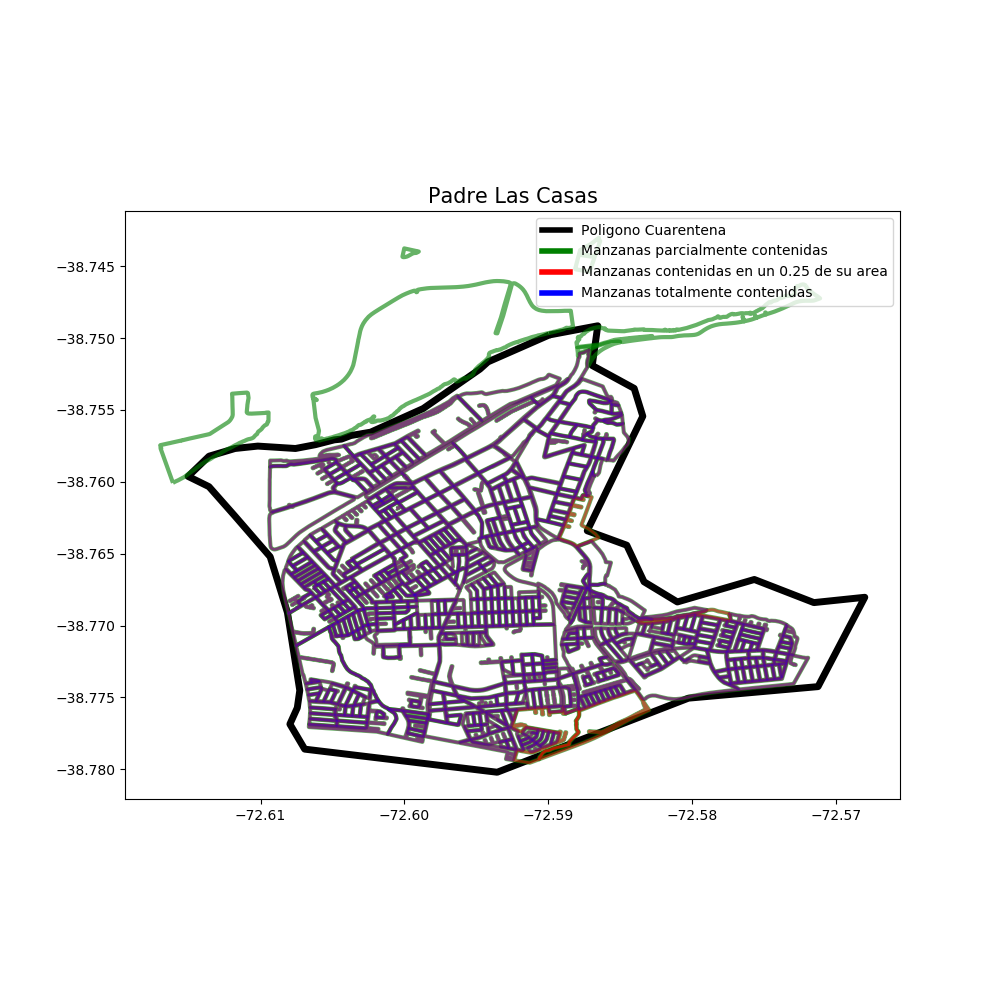 Padre Las Casas
Poligono Cuarentena
Manzanas parcialmente contenidas
Manzanas contenidas en un 0.25 de su area
Manzanas totalmente contenidas
−38.745
−38.750
−38.755
−38.760
−38.765
−38.770
−38.775
−38.780
−72.61
−72.60
−72.59
−72.58
−72.57